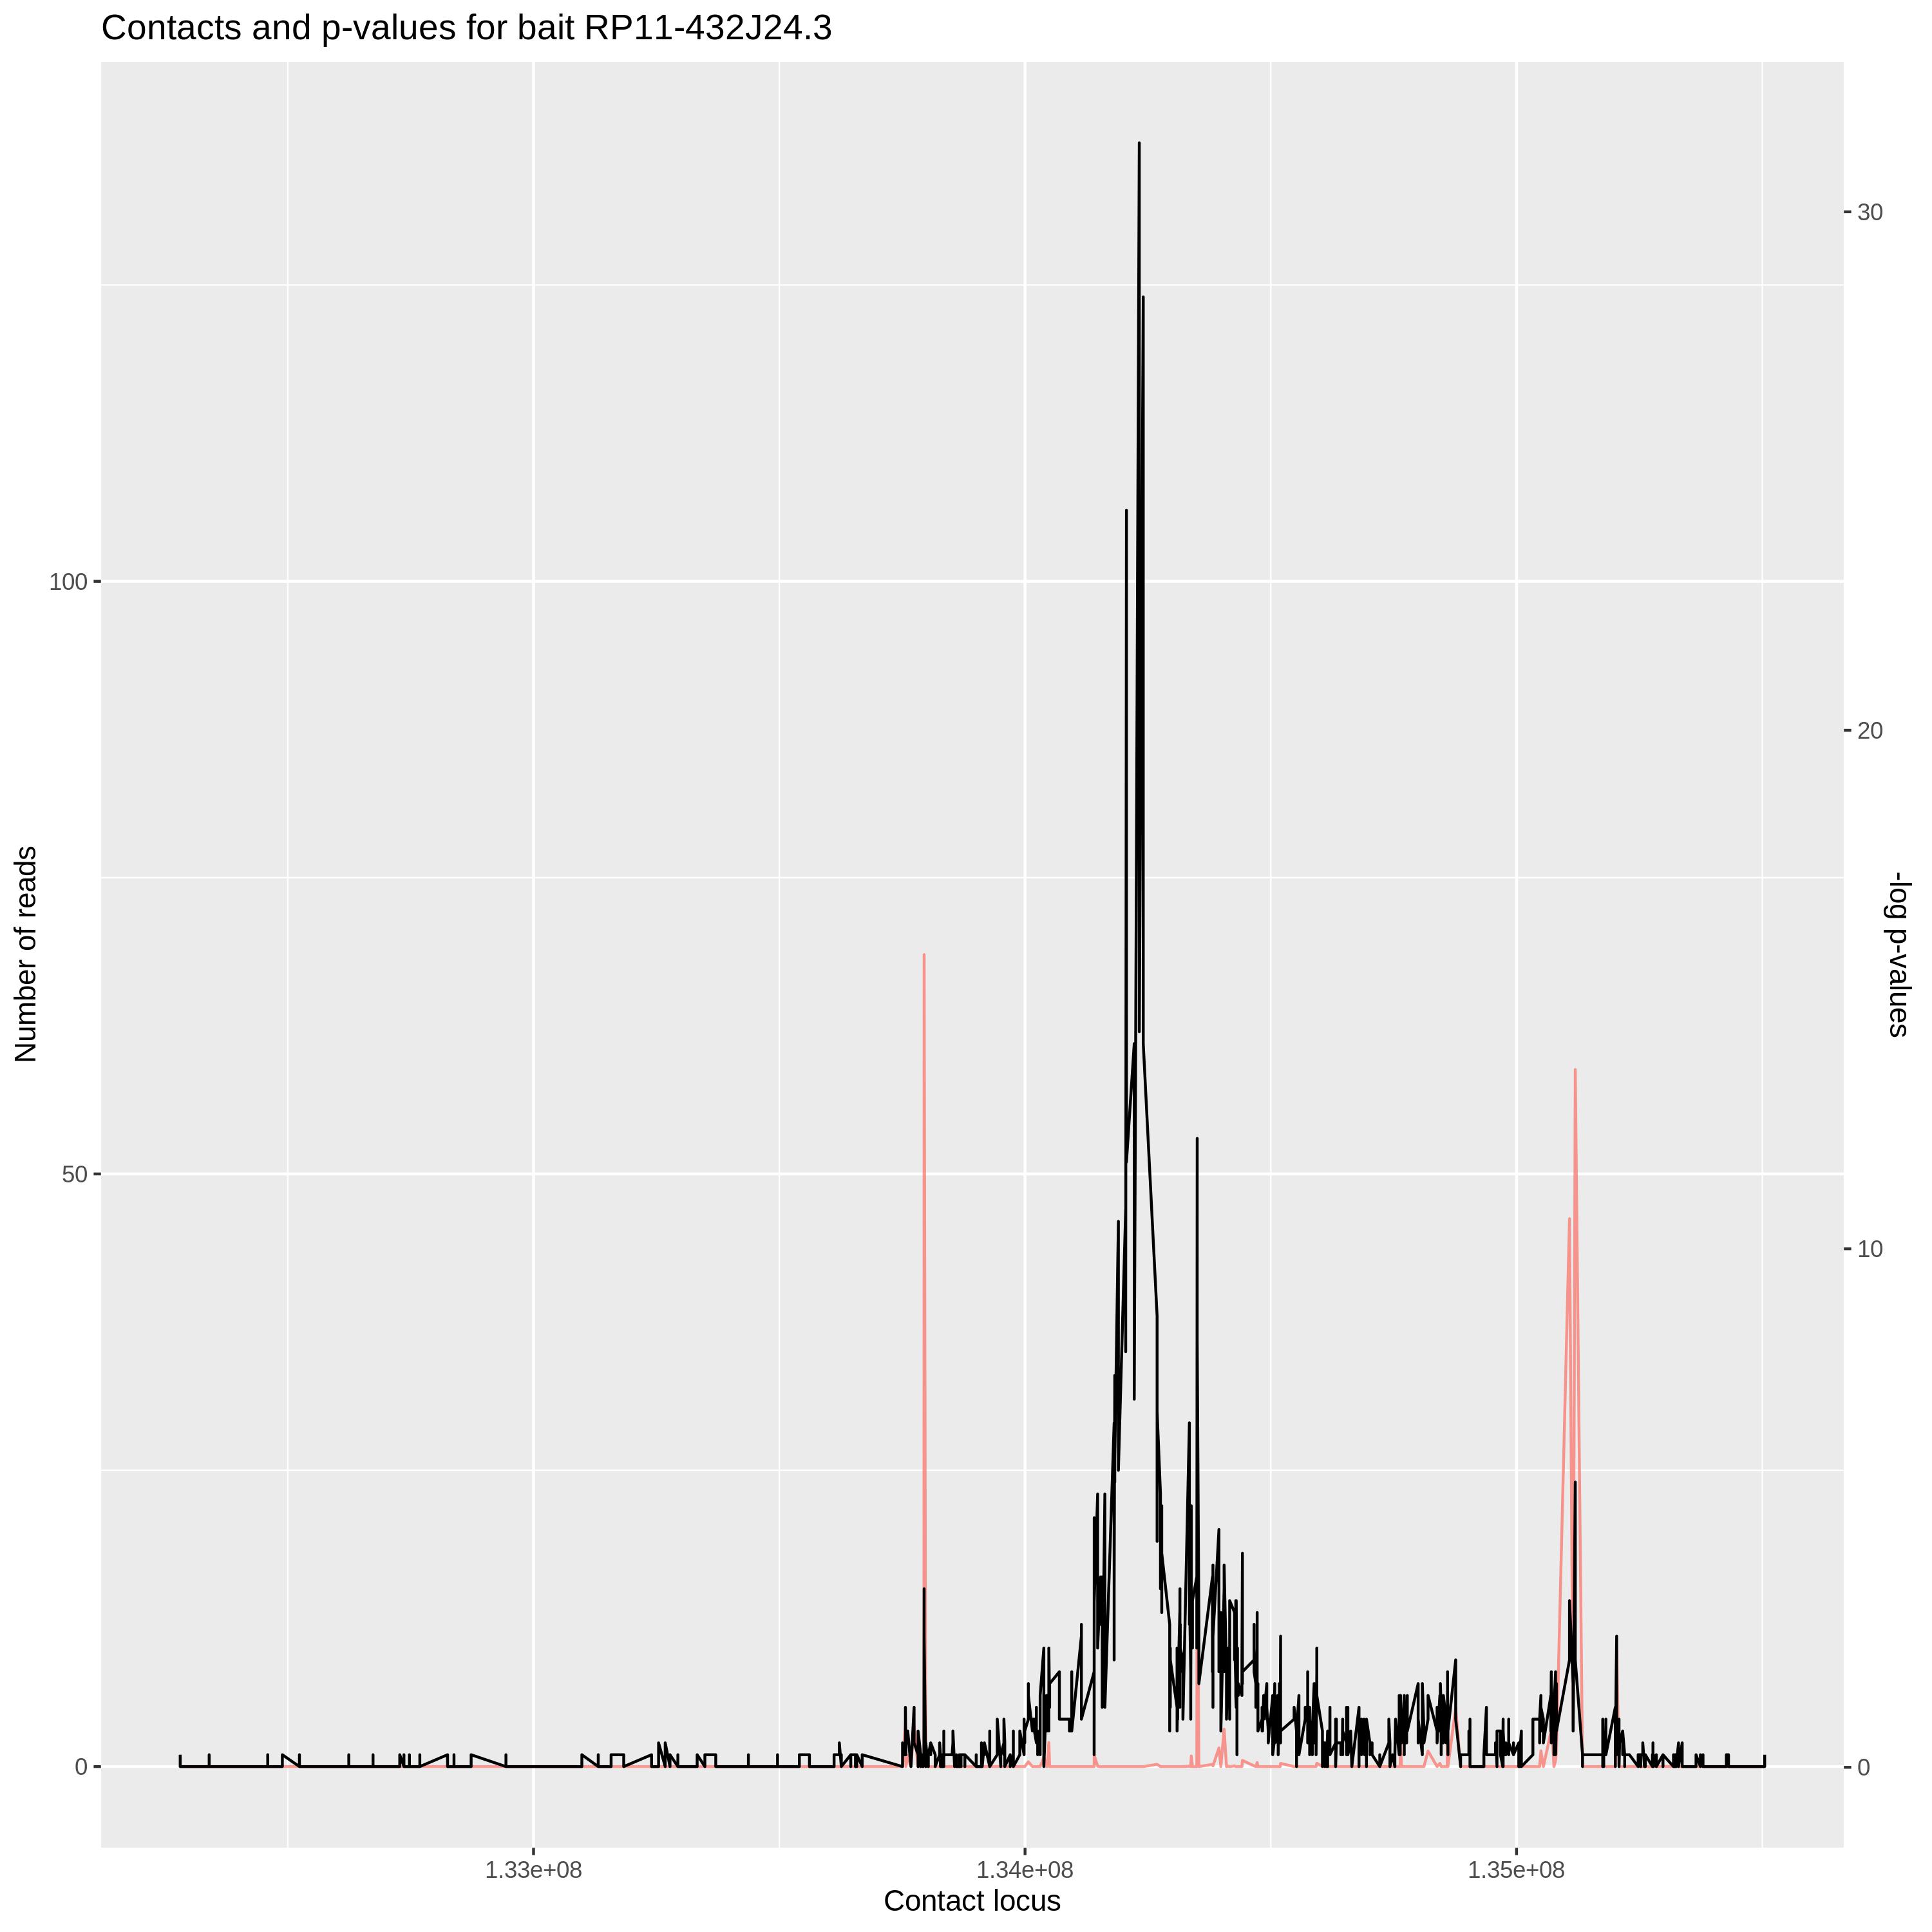 Contacts and p-values for bait RP11-432J24.3
Number of reads
100
50
0
30
20
10
0
-log p-values
1.33e+08
1.34e+08
1.35e+08
Contact locus